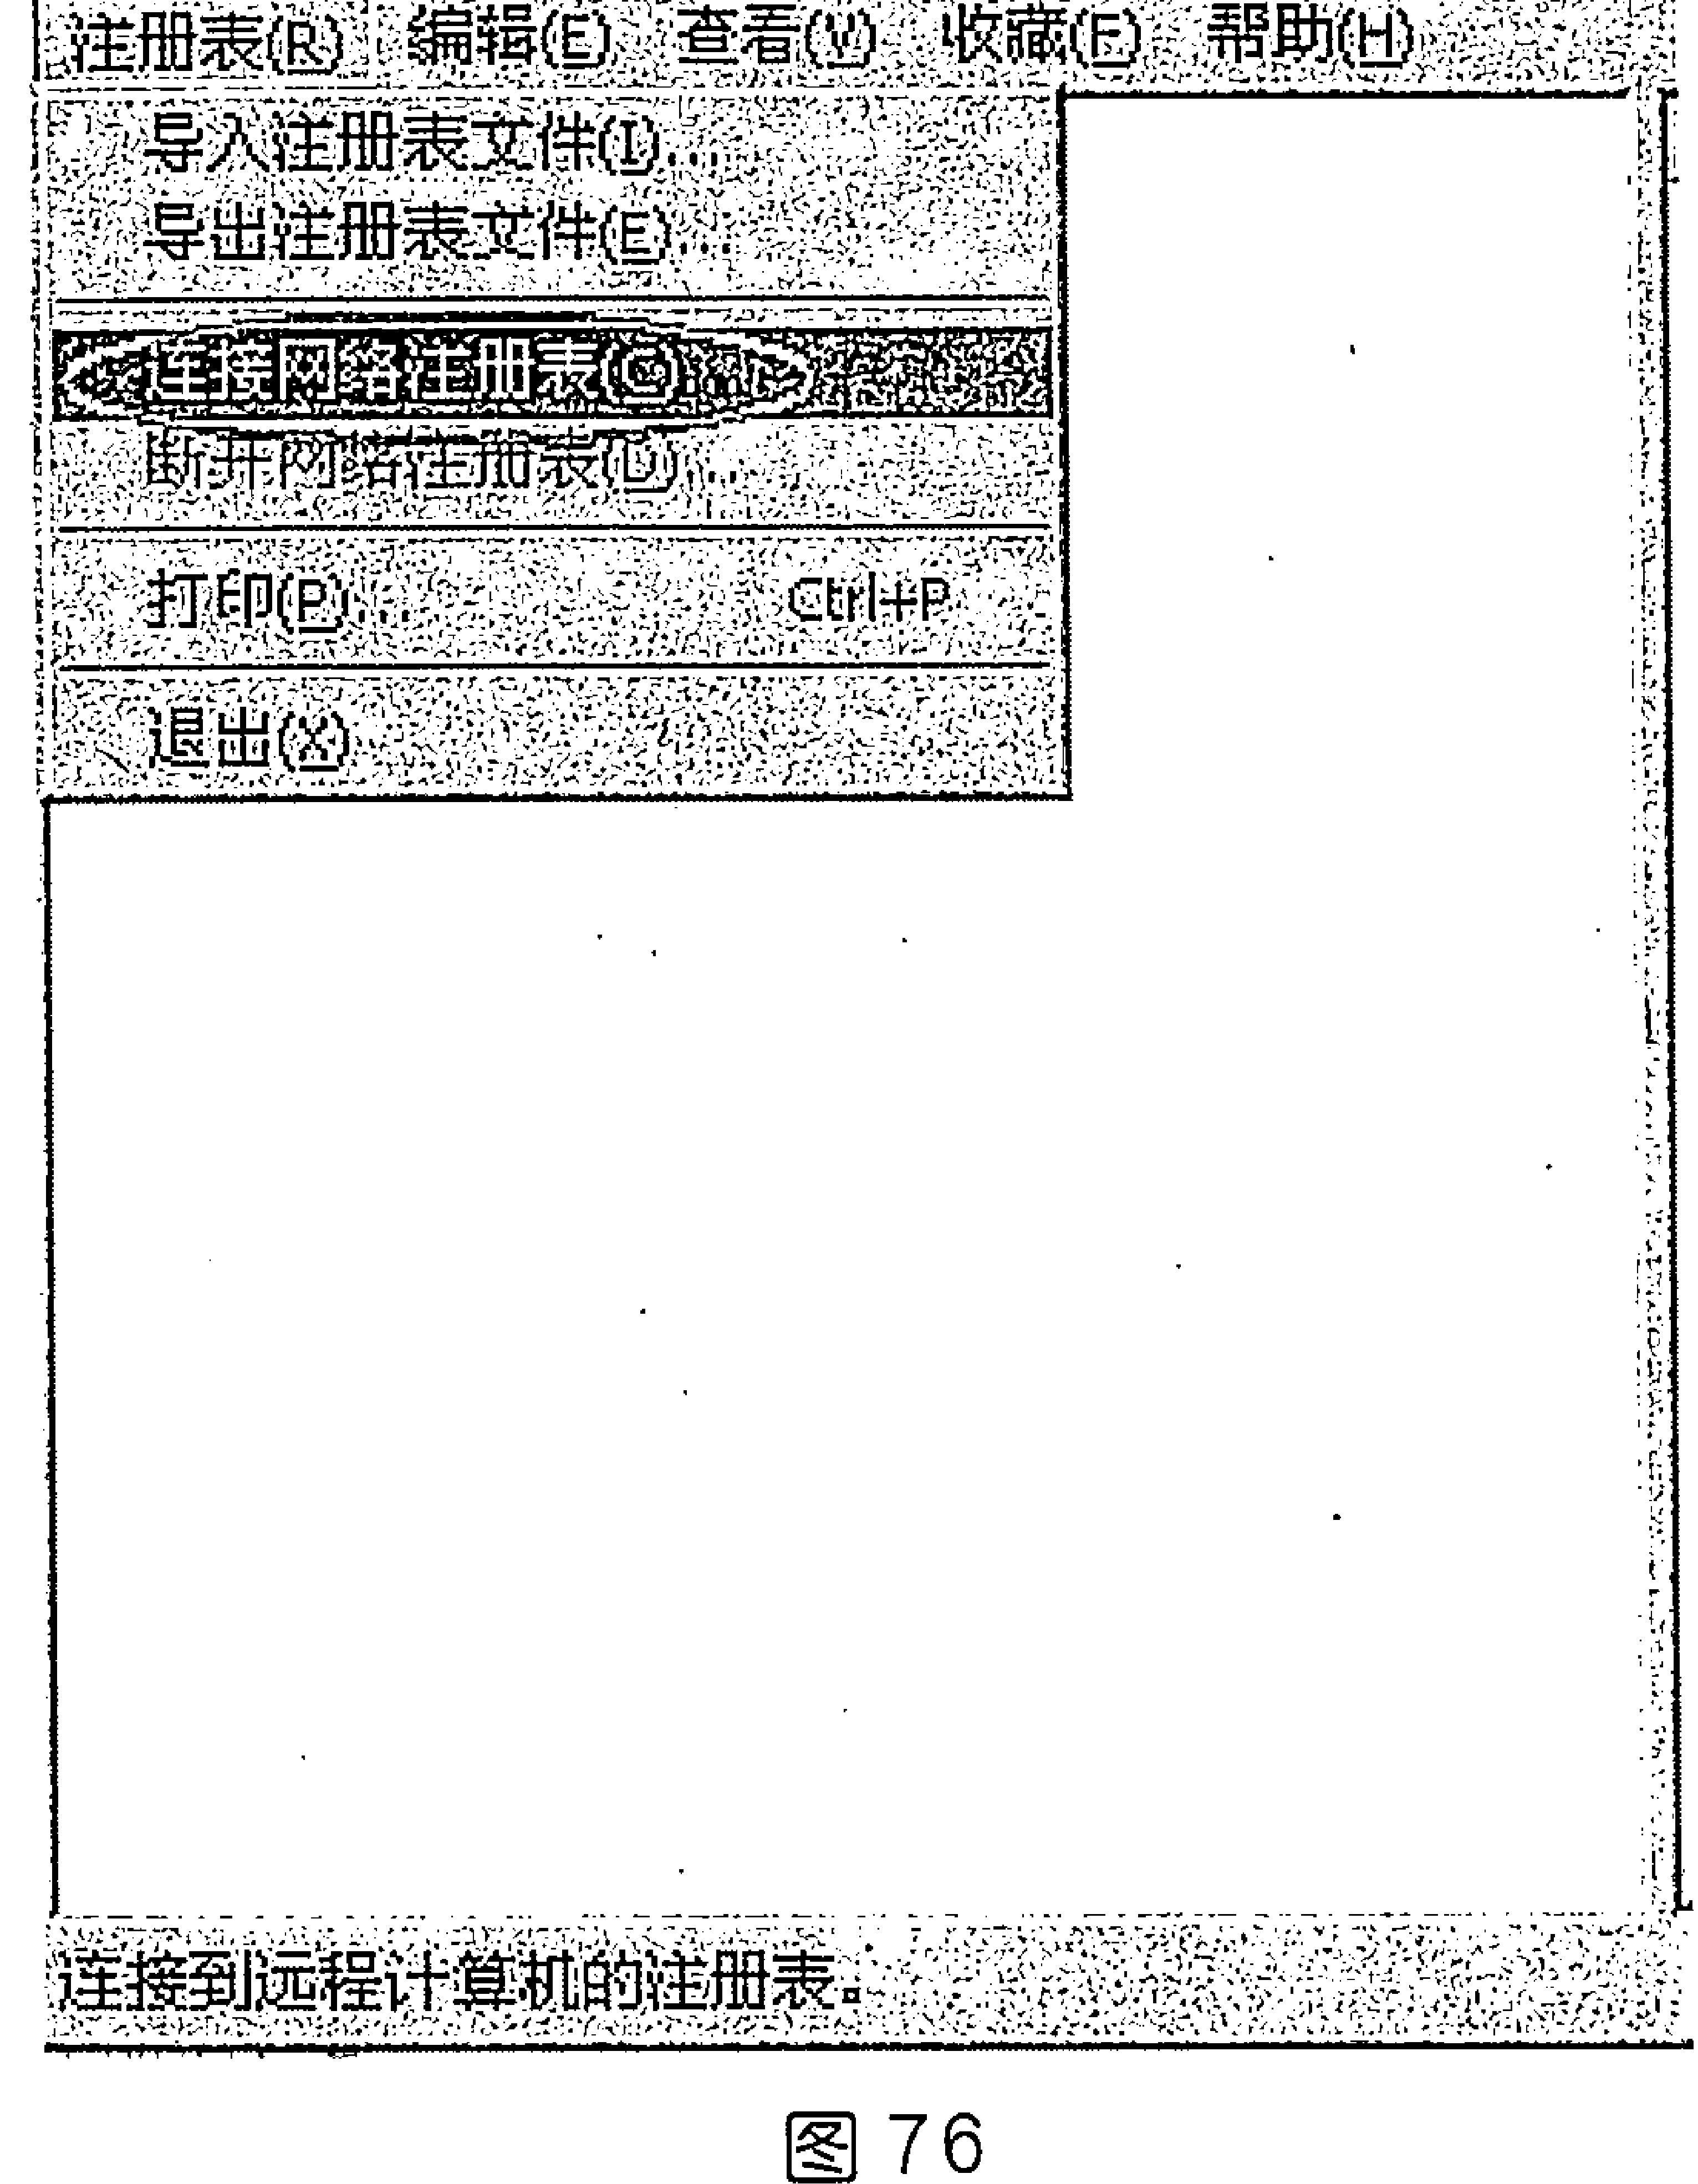 注册表(R) 编辑(E) 查看(V) 收藏(F) 帮助(H)
导入注册表文件(I)...
导出注册表文件(E)...
连接网络注册表(C)...
断开网络注册表(D)...
打印(P)... Ctrl+P
退出(X)
连接到远程计算机的注册表。
图 76